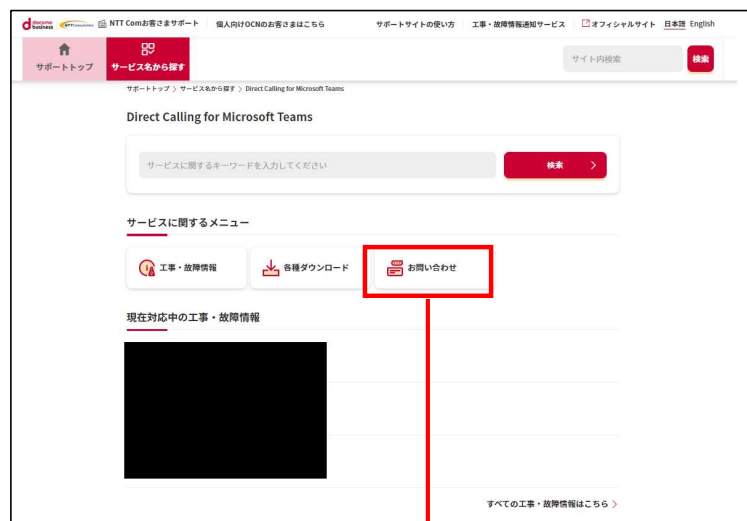 docomo business NTT Comお客さまサポート 個人向けOCNのお客さまはこちら サポートサイトの使い方 工事・故障情報通知サービス オフィシャルサイト 日本語 English
サポートトップ サービス名から探す サイト内検索 検索
サポートトップ > サービス名から探す > Direct Calling for Microsoft Teams
Direct Calling for Microsoft Teams
サービスに関するキーワードを入力してください 検索 >
サービスに関するメニュー
工事・故障情報 各種ダウンロード お問い合わせ
現在対応中の工事・故障情報
すべての工事・故障情報はこちら >